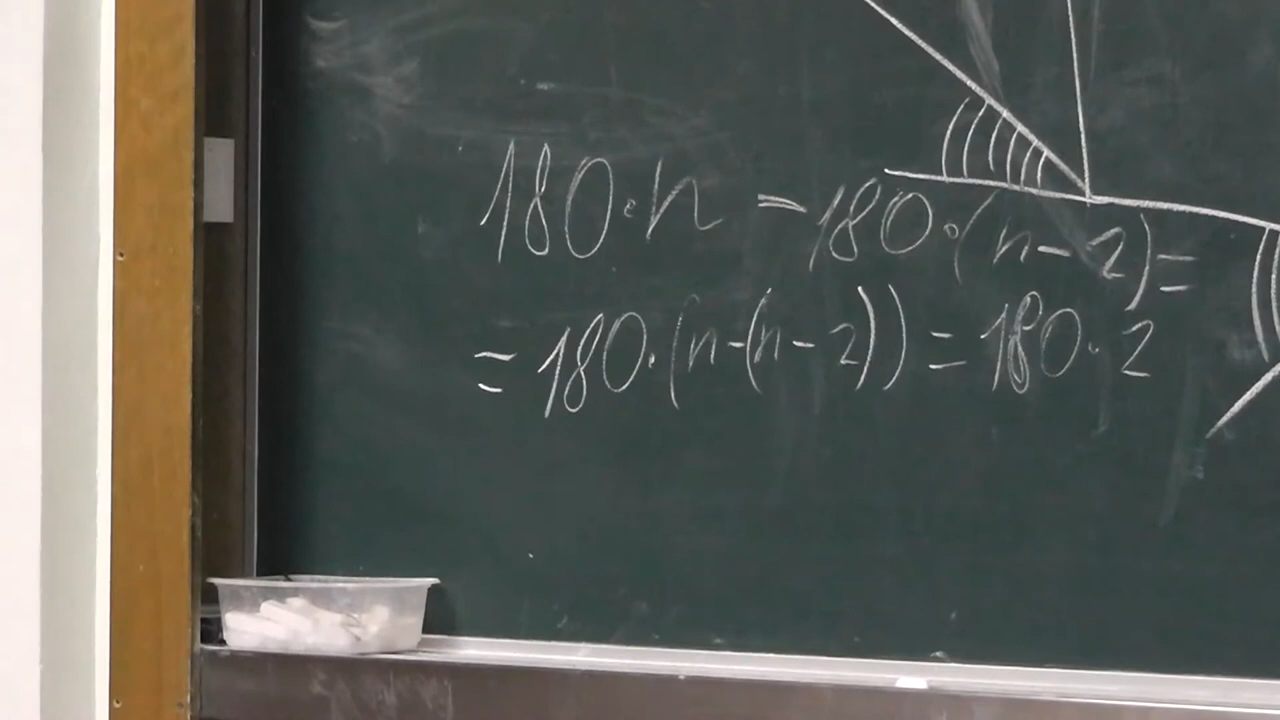 180·n - 180·(n-2)=
= 180·(n-(n-2)) = 180·2